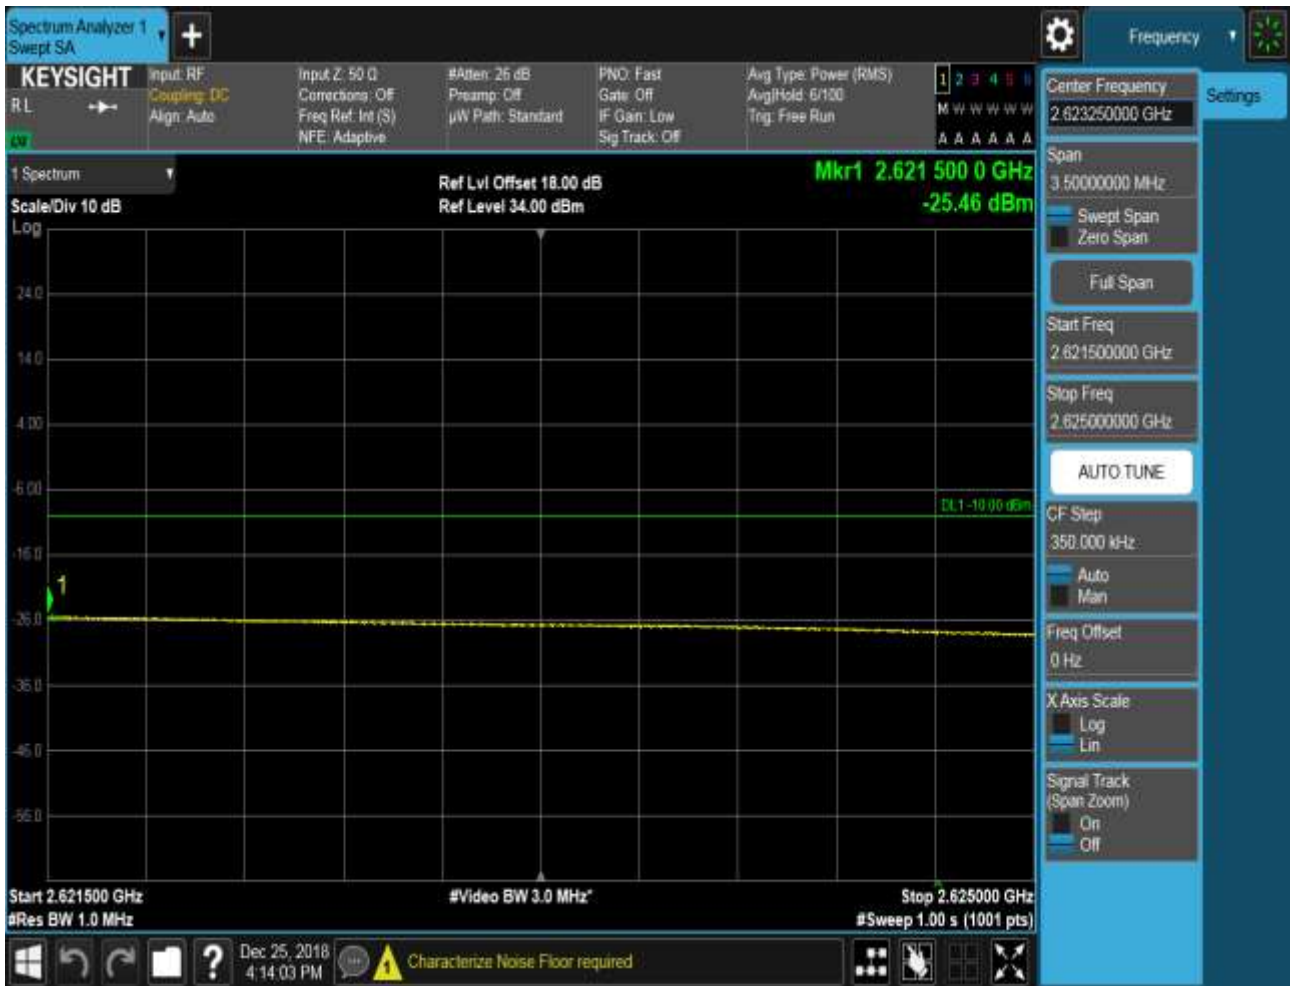 Spectrum Analyzer 1
Swept SA
Frequency
KEYSIGHT
RL
Input: RF
Coupling: DC
Align: Auto
Input Z: 50 Ω
Corrections: Off
Freq Ref: Int (S)
NFE: Adaptive
#Atten: 26 dB
Preamp: Off
µW Path: Standard
PNO: Fast
Gate: Off
IF Gain: Low
Sig Track: Off
Avg Type: Power (RMS)
Avg|Hold: 6/100
Trig: Free Run
1 2 3 4 5 6
M W W W W W
A A A A A A
1 Spectrum
Scale/Div 10 dB
Ref Lvl Offset 18.00 dB
Ref Level 34.00 dBm
Mkr1 2.621 500 0 GHz
-25.46 dBm
Log
24.0
14.0
4.00
-6.00
DL1 -10.00 dBm
-16.0
1
-26.0
-36.0
-46.0
-56.0
Start 2.621500 GHz
#Res BW 1.0 MHz
#Video BW 3.0 MHz*
Stop 2.625000 GHz
#Sweep 1.00 s (1001 pts)
Center Frequency
2.623250000 GHz
Settings
Span
3.50000000 MHz
Swept Span
Zero Span
Full Span
Start Freq
2.621500000 GHz
Stop Freq
2.625000000 GHz
AUTO TUNE
CF Step
350.000 kHz
Auto
Man
Freq Offset
0 Hz
X Axis Scale
Log
Lin
Signal Track
(Span Zoom)
On
Off
?
Dec 25, 2018
4:14:03 PM
1
Characterize Noise Floor required